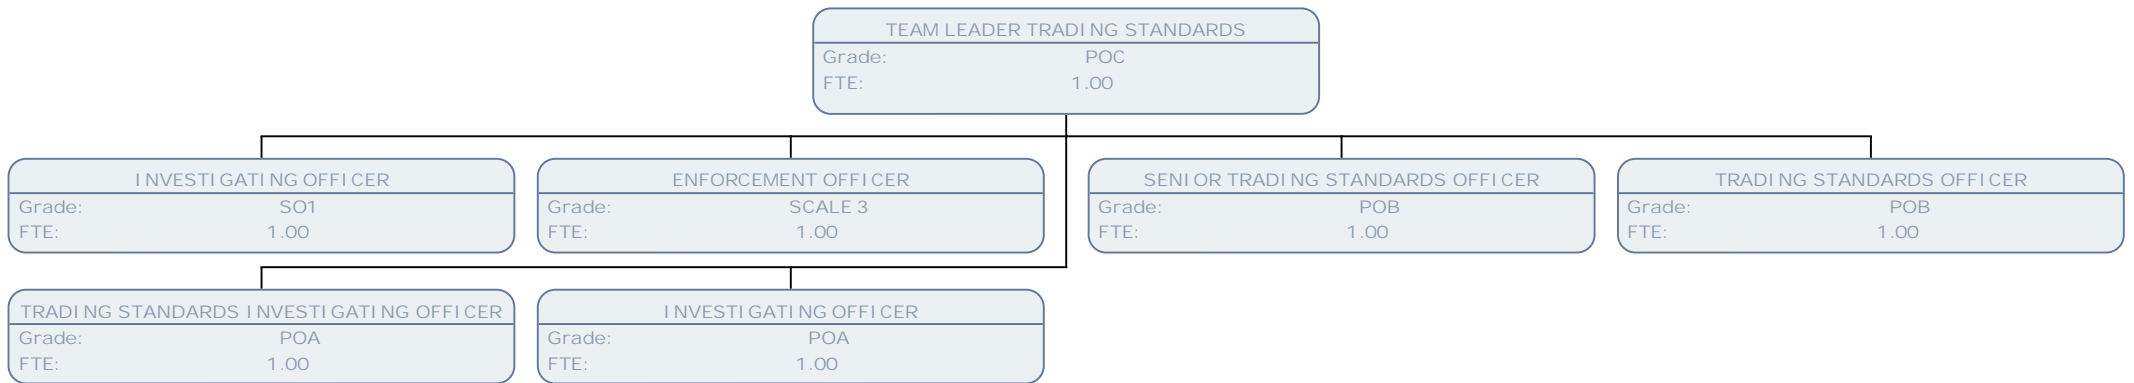 TEAM LEADER TRADING STANDARDS
Grade: POC
FTE: 1.00
INVESTIGATING OFFICER
Grade: SO1
FTE: 1.00
ENFORCEMENT OFFICER
Grade: SCALE 3
FTE: 1.00
SENIOR TRADING STANDARDS OFFICER
Grade: POB
FTE: 1.00
TRADING STANDARDS OFFICER
Grade: POB
FTE: 1.00
TRADING STANDARDS INVESTIGATING OFFICER
Grade: POA
FTE: 1.00
INVESTIGATING OFFICER
Grade: POA
FTE: 1.00